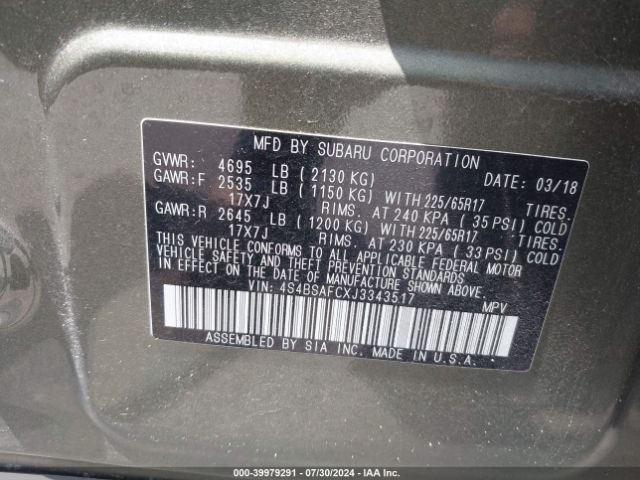 MFD BY SUBARU CORPORATION
GVWR: 4695 LB ( 2130 KG) DATE: 03/18
GAWR:F 2535 LB ( 1150 KG) WITH 225/65R17 TIRES.
17X7J RIMS. AT 240 KPA ( 35 PSI) COLD
GAWR:R 2645 LB ( 1200 KG) WITH 225/65R17 TIRES.
17X7J RIMS. AT 230 KPA ( 33 PSI) COLD
THIS VEHICLE CONFORMS TO ALL APPLICABLE FEDERAL MOTOR
VEHICLE SAFETY AND THEFT PREVENTION STANDARDS
IN EFFECT ON THE DATE OF MANUFACTURE SHOWN ABOVE.
VIN: 4S4BSAFCXJ3343517 MPV
ASSEMBLED BY SIA INC. MADE IN U.S.A.
000-39979291 - 07/30/2024 - IAA Inc.